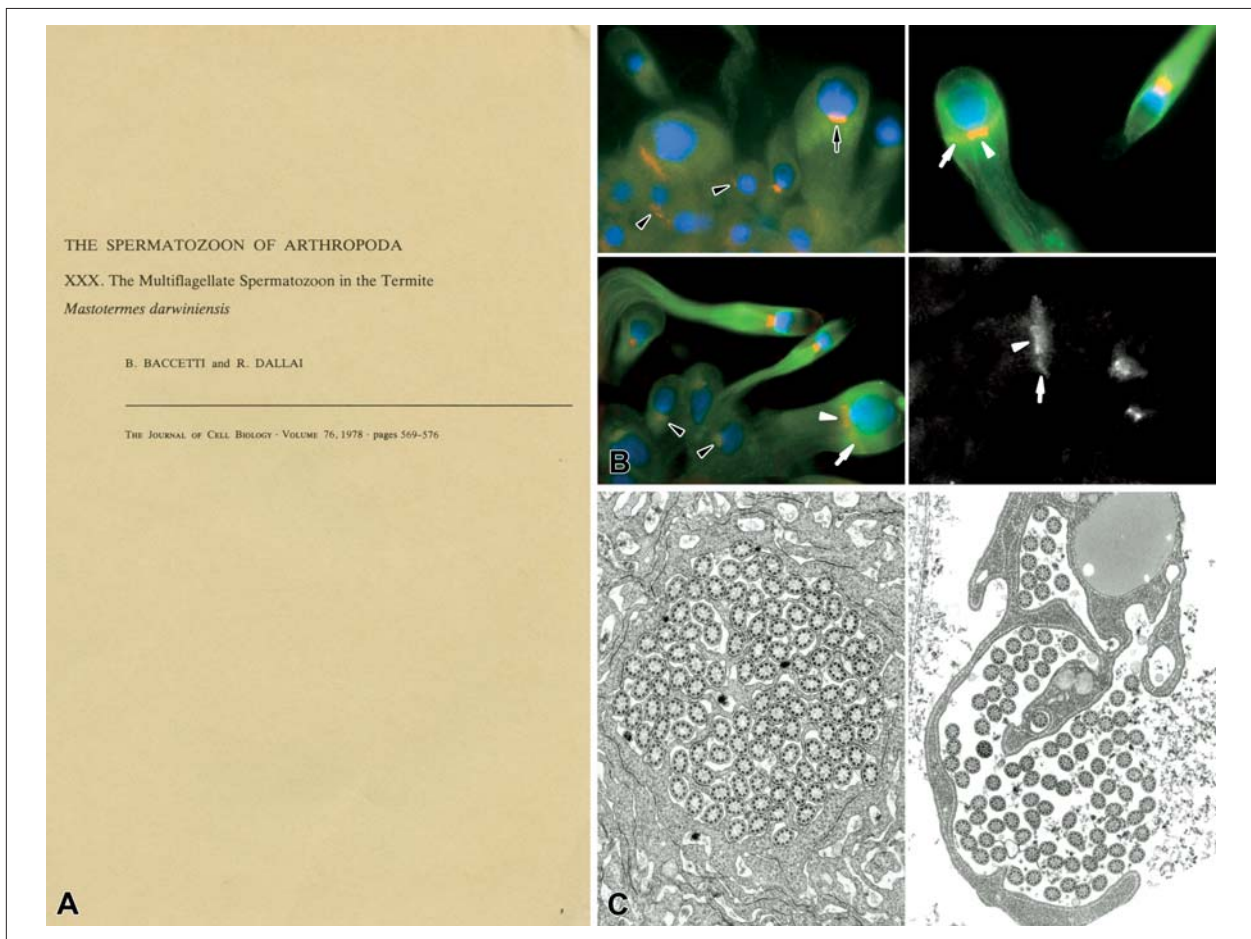 THE SPERMATOZOON OF ARTHROPODA
XXX. The Multiflagellate Spermatozoon in the Termite
Mastotermes darwiniensis
B. BACCETTI and R. DALLAI
THE JOURNAL OF CELL BIOLOGY · VOLUME 76, 1978 · pages 569-576
A
B
C